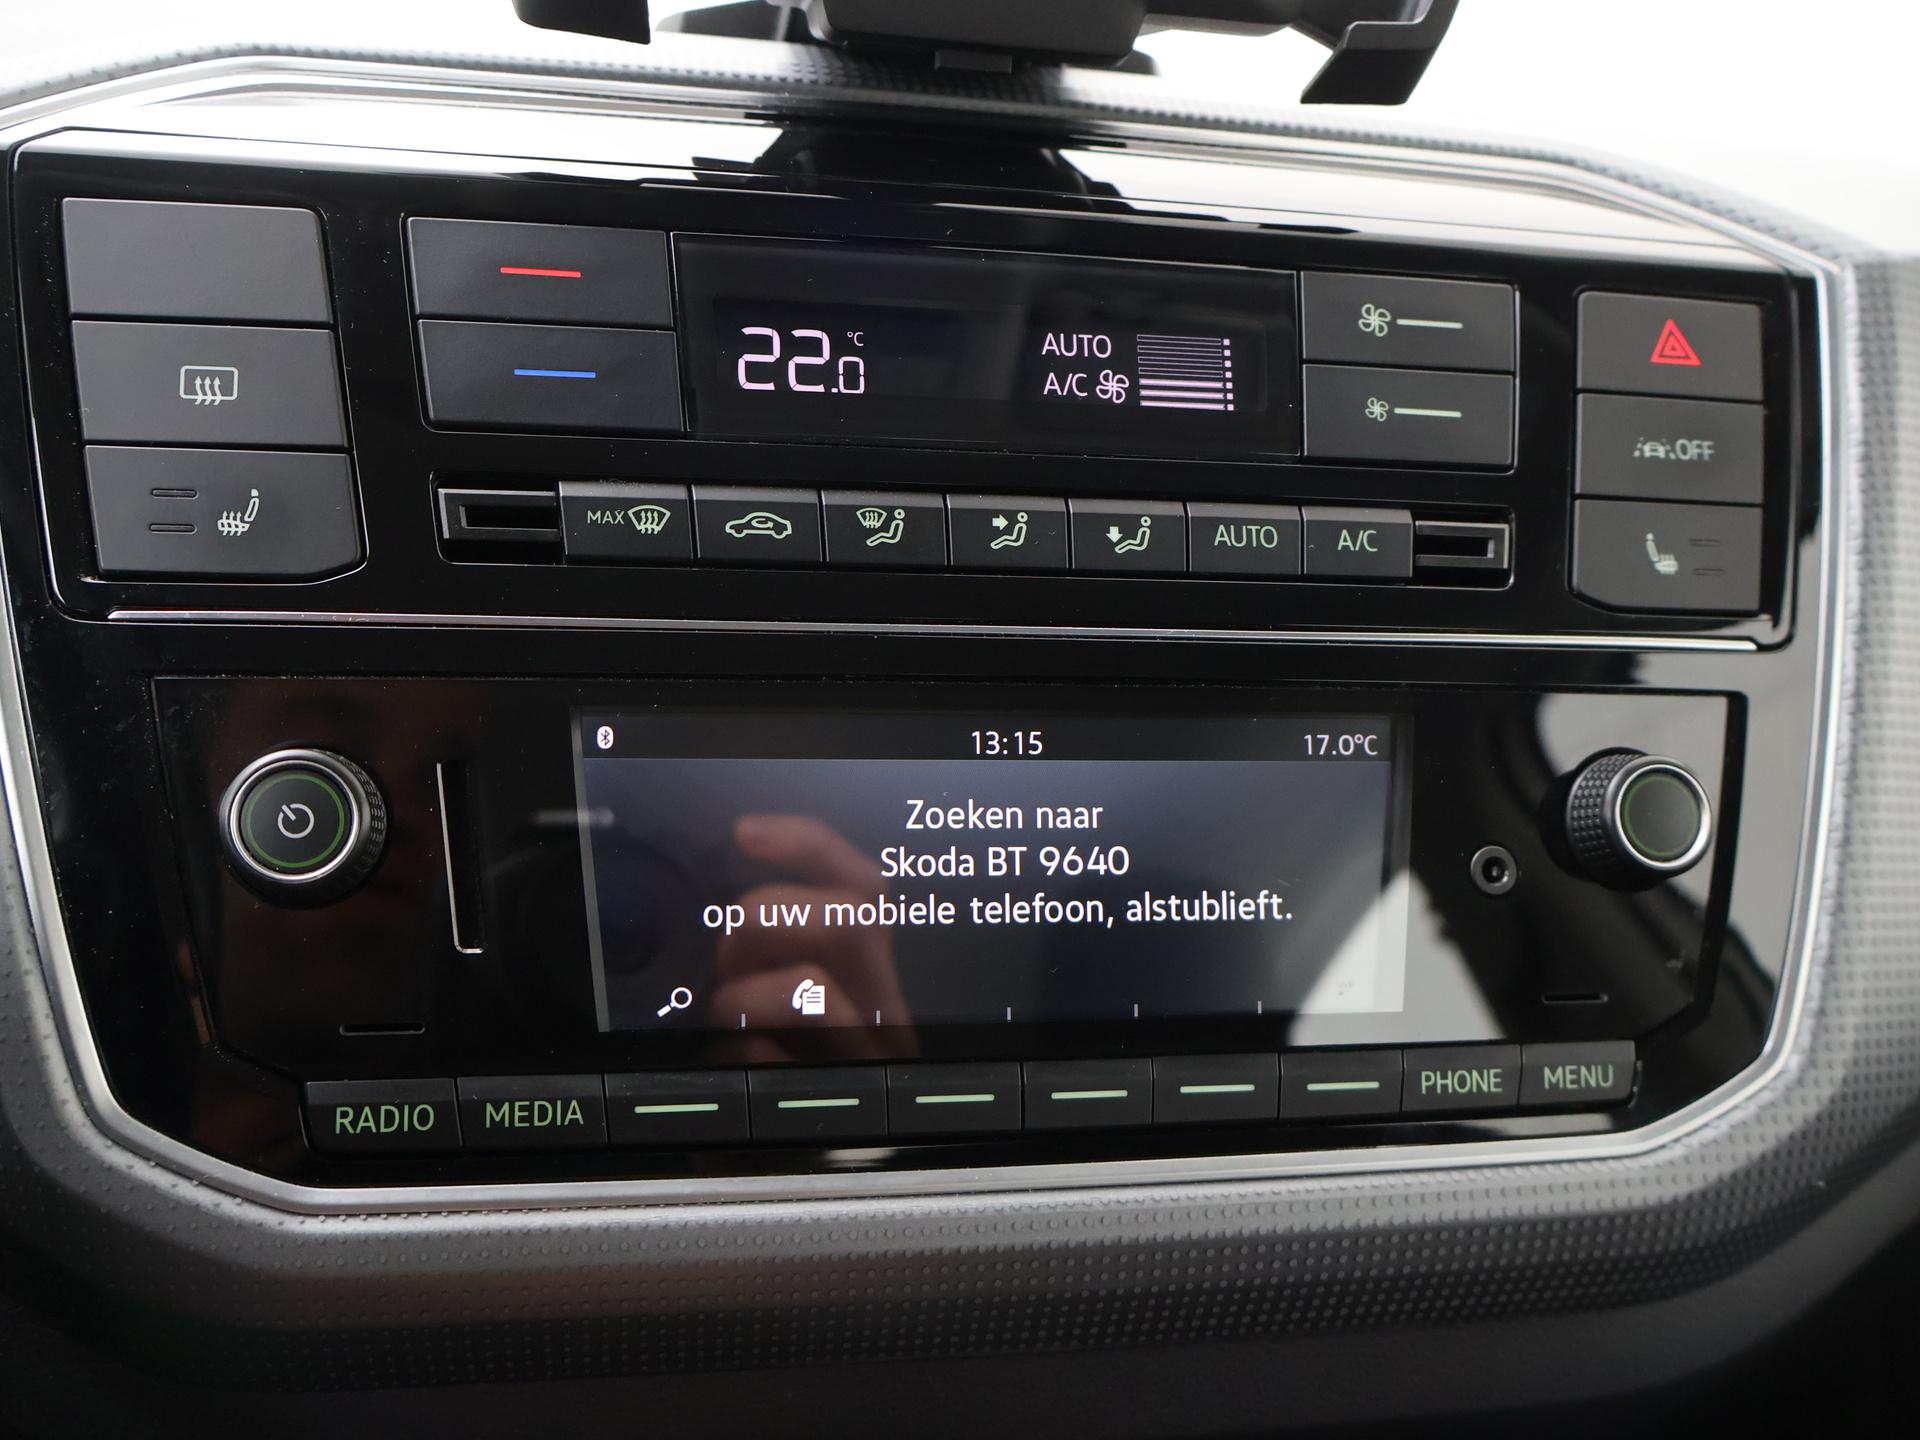 22.0 °C
AUTO
A/C
OFF
MAX
AUTO
A/C
13:15
17.0°C
Zoeken naar
Skoda BT 9640
op uw mobiele telefoon, alstublieft.
RADIO
MEDIA
PHONE
MENU